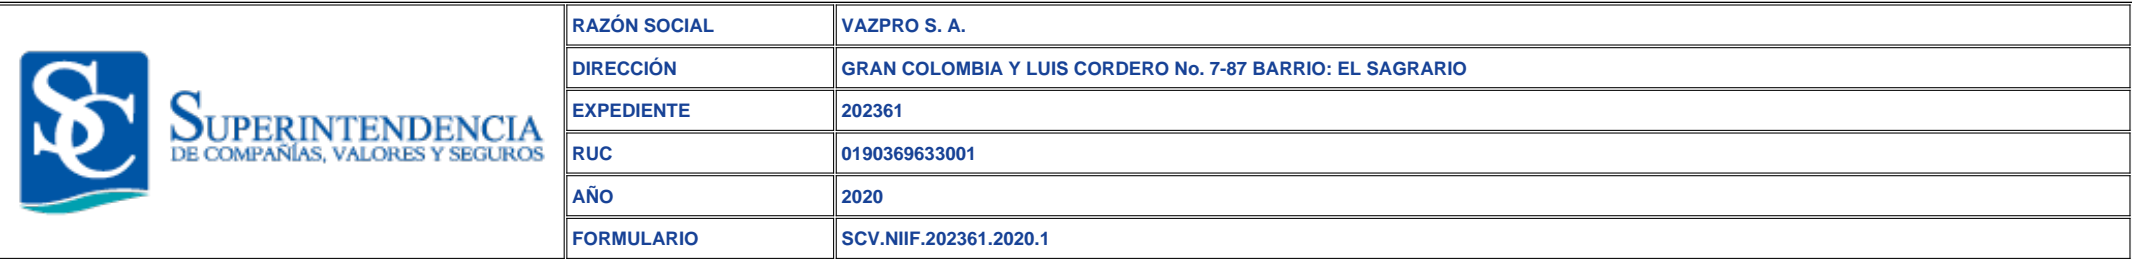 SC
SUPERINTENDENCIA
DE COMPAÑÍAS, VALORES Y SEGUROS
RAZÓN SOCIAL VAZPRO S. A.
DIRECCIÓN GRAN COLOMBIA Y LUIS CORDERO No. 7-87 BARRIO: EL SAGRARIO
EXPEDIENTE 202361
RUC 0190369633001
AÑO 2020
FORMULARIO SCV.NIIF.202361.2020.1